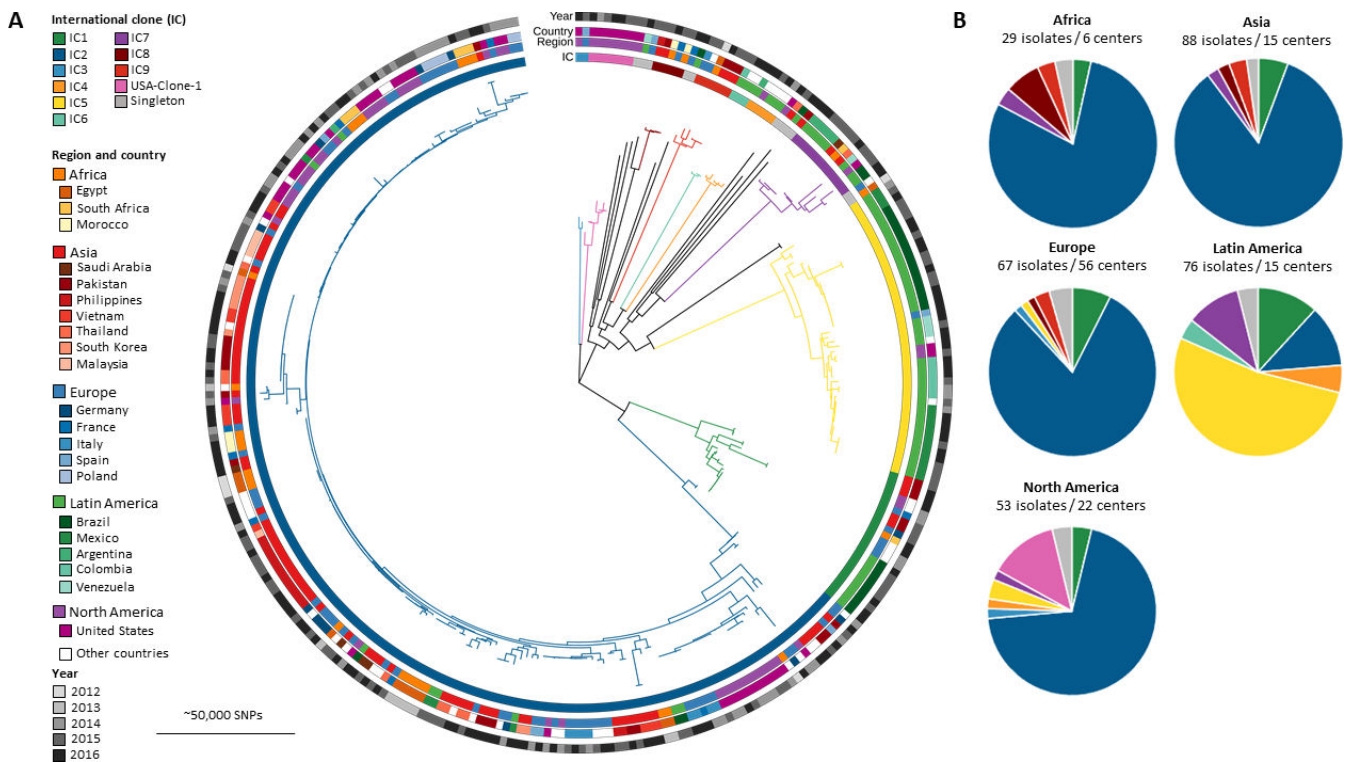 A
International clone (IC)
IC1
IC2
IC3
IC4
IC5
IC6
IC7
IC8
IC9
USA-Clone-1
Singleton
Region and country
Africa
Egypt
South Africa
Morocco
Asia
Saudi Arabia
Pakistan
Philippines
Vietnam
Thailand
South Korea
Malaysia
Europe
Germany
France
Italy
Spain
Poland
Latin America
Brazil
Mexico
Argentina
Colombia
Venezuela
North America
United States
Other countries
Year
2012
2013
2014
2015
2016
~50,000 SNPs
Year
Country
Region
IC
B
Africa
29 isolates/6 centers
Asia
88 isolates/15 centers
Europe
67 isolates/56 centers
Latin America
76 isolates/15 centers
North America
53 isolates/22 centers